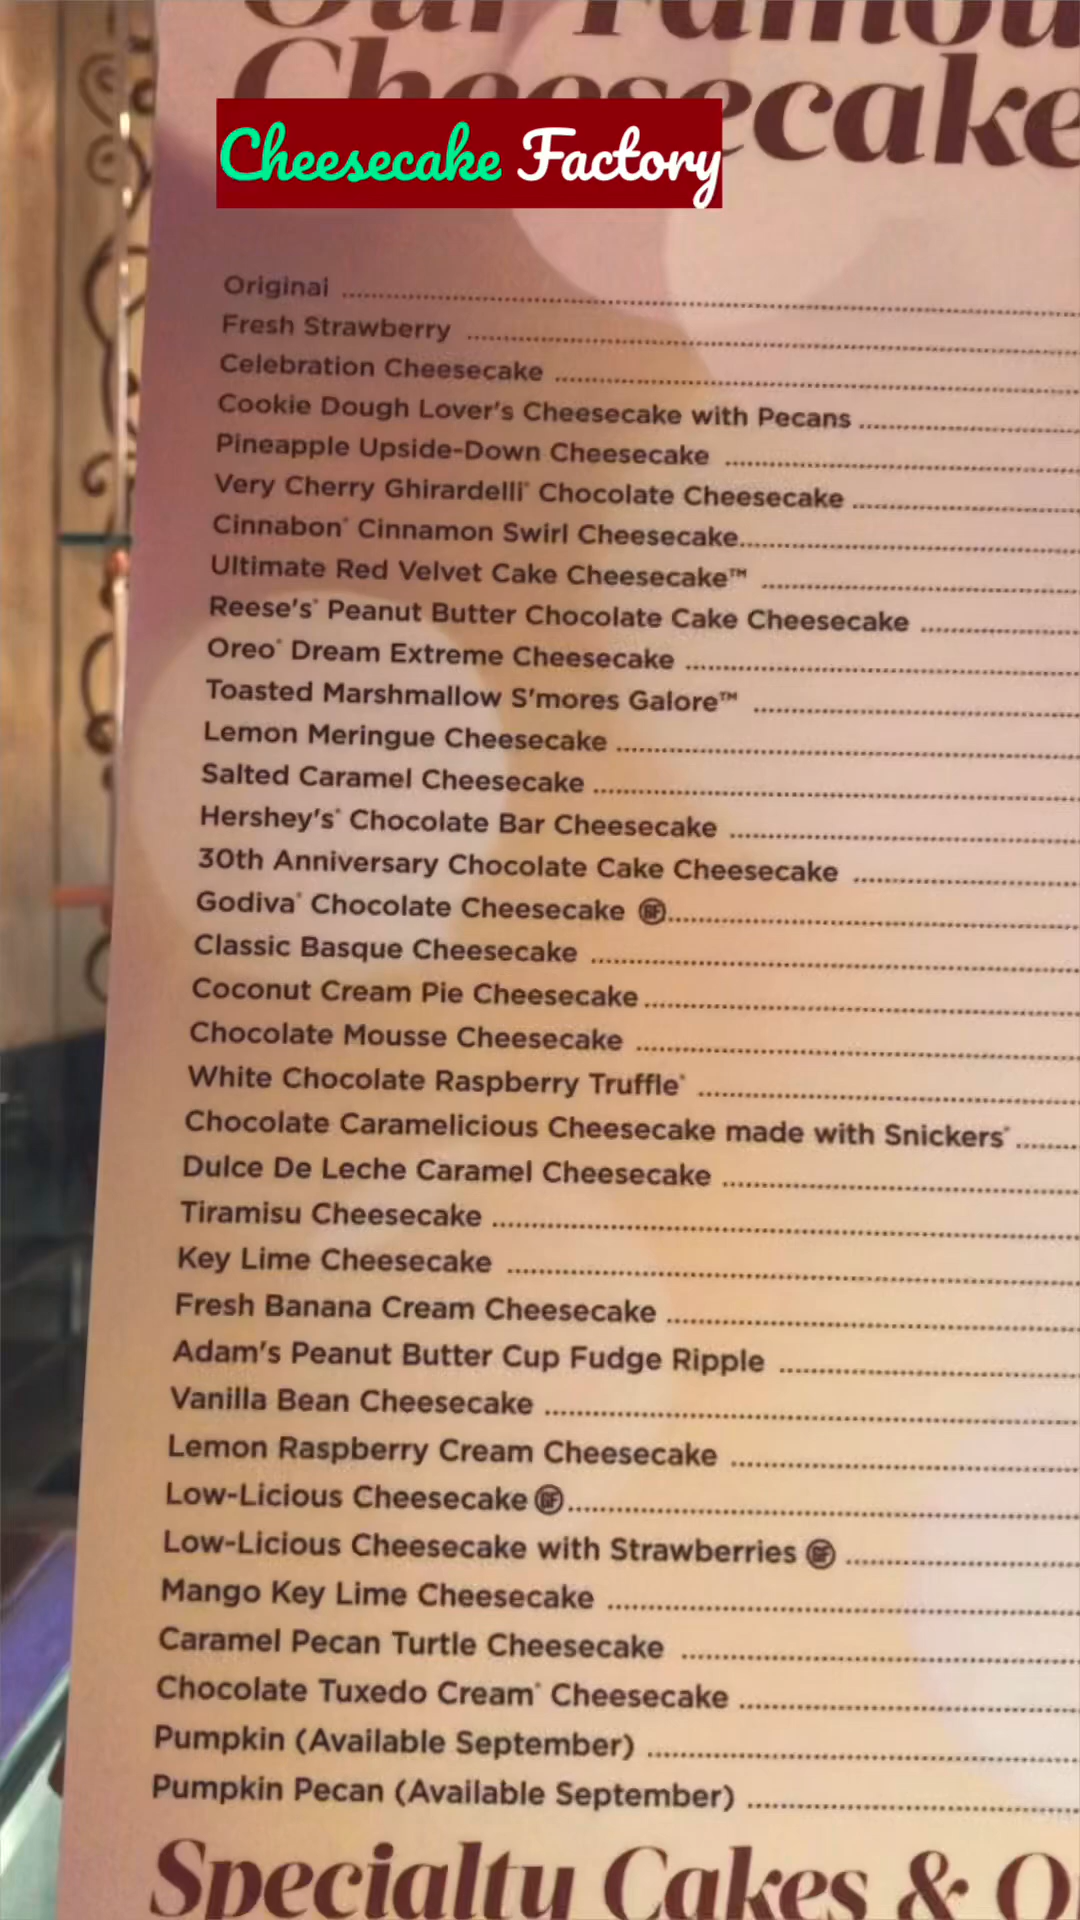 Our Famou
Cheesecake
Cheesecake Factory
Original
Fresh Strawberry
Celebration Cheesecake
Cookie Dough Lover's Cheesecake with Pecans
Pineapple Upside-Down Cheesecake
Very Cherry Ghirardelli® Chocolate Cheesecake
Cinnabon® Cinnamon Swirl Cheesecake
Ultimate Red Velvet Cake Cheesecake™
Reese's® Peanut Butter Chocolate Cake Cheesecake
Oreo® Dream Extreme Cheesecake
Toasted Marshmallow S'mores Galore™
Lemon Meringue Cheesecake
Salted Caramel Cheesecake
Hershey's® Chocolate Bar Cheesecake
30th Anniversary Chocolate Cake Cheesecake
Godiva® Chocolate Cheesecake GF
Classic Basque Cheesecake
Coconut Cream Pie Cheesecake
Chocolate Mousse Cheesecake
White Chocolate Raspberry Truffle®
Chocolate Caramelicious Cheesecake made with Snickers®
Dulce De Leche Caramel Cheesecake
Tiramisu Cheesecake
Key Lime Cheesecake
Fresh Banana Cream Cheesecake
Adam's Peanut Butter Cup Fudge Ripple
Vanilla Bean Cheesecake
Lemon Raspberry Cream Cheesecake
Low-Licious Cheesecake GF
Low-Licious Cheesecake with Strawberries GF
Mango Key Lime Cheesecake
Caramel Pecan Turtle Cheesecake
Chocolate Tuxedo Cream® Cheesecake
Pumpkin (Available September)
Pumpkin Pecan (Available September)
Specialty Cakes & O